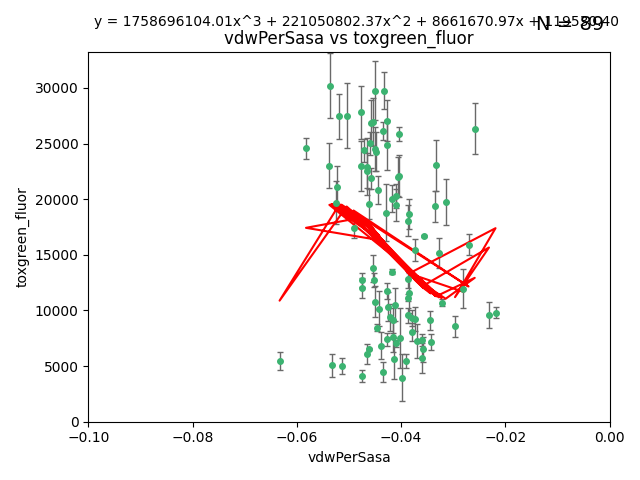 y = 1758696104.01x^3 + 221050802.37x^2 + 8661670.97x +
N = 89
vdwPerSasa vs toxgreen_fluor
30000
25000
20000
15000
10000
5000
0
toxgreen_fluor
−0.10 −0.08 −0.06 −0.04 −0.02 0.00
vdwPerSasa